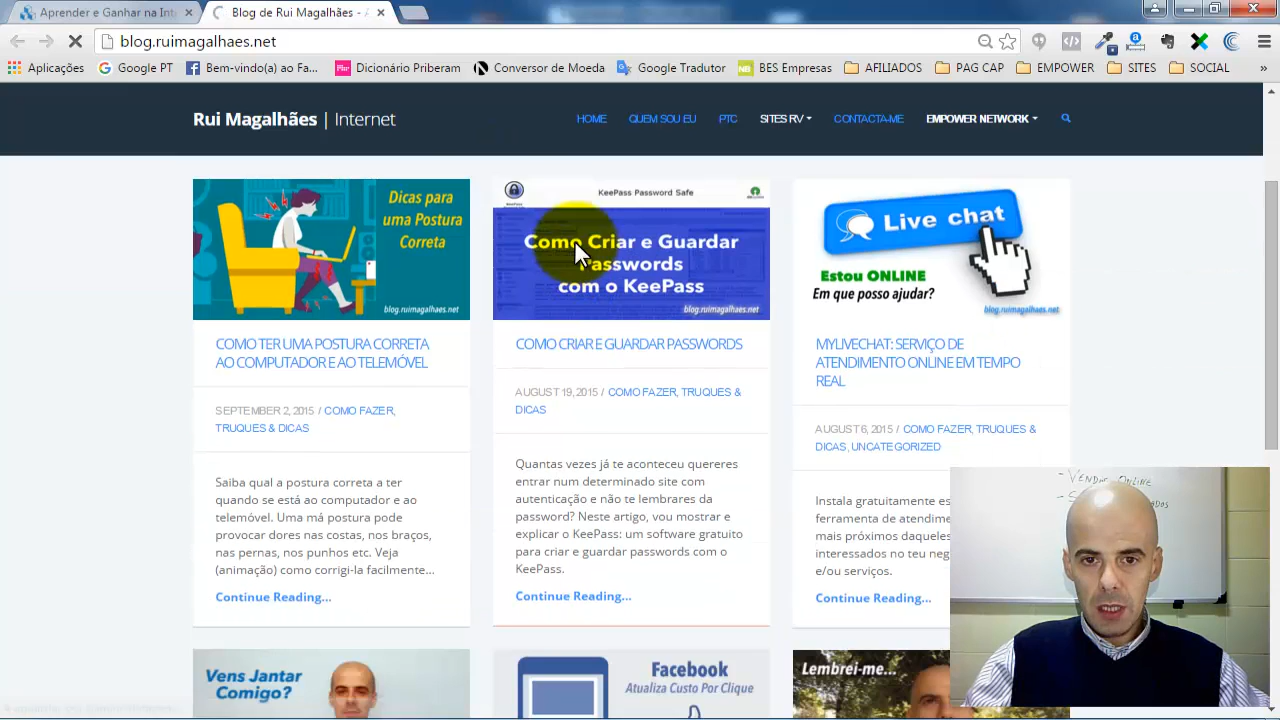 Aprender e Ganhar na Int
Blog de Rui Magalhães - A
blog.ruimagalhaes.net
Aplicações
Google PT
Bem-vindo(a) ao Fa...
Dicionário Priberam
Conversor de Moeda
Google Tradutor
NB
BES Empresas
AFILIADOS
PAG CAP
EMPOWER
SITES
SOCIAL
»
Rui Magalhães | Internet
HOME
QUEM SOU EU
PTC
SITES RV
CONTACTA-ME
EMPOWER NETWORK
Dicas para
uma Postura
Correta
blog.ruimagalhaes.net
COMO TER UMA POSTURA CORRETA
AO COMPUTADOR E AO TELEMÓVEL
SEPTEMBER 2, 2015 / COMO FAZER,
TRUQUES & DICAS
Saiba qual a postura correta a ter
quando se está ao computador e ao
telemóvel. Uma má postura pode
provocar dores nas costas, nos braços,
nas pernas, nos punhos etc. Veja
(animação) como corrigi-la facilmente...
Continue Reading...
KeePass Password Safe
Como Criar e Guardar
Passwords
com o KeePass
blog.ruimagalhaes.net
COMO CRIAR E GUARDAR PASSWORDS
AUGUST 19, 2015 / COMO FAZER, TRUQUES &
DICAS
Quantas vezes já te aconteceu quereres
entrar num determinado site com
autenticação e não te lembrares da
password? Neste artigo, vou mostrar e
explicar o KeePass: um software gratuito
para criar e guardar passwords com o
KeePass.
Continue Reading...
Live chat
Estou ONLINE
Em que posso ajudar?
blog.ruimagalhaes.net
MYLIVECHAT: SERVIÇO DE
ATENDIMENTO ONLINE EM TEMPO
REAL
AUGUST 6, 2015 / COMO FAZER, TRUQUES &
DICAS, UNCATEGORIZED
Instala gratuitamente es
ferramenta de atendime
mais próximos daqueles
interessados no teu neg
e/ou serviços.
Continue Reading...
- Vender Online
Vens Jantar
Comigo?
Facebook
Atualiza Custo Por Clique
Lembrei-me...